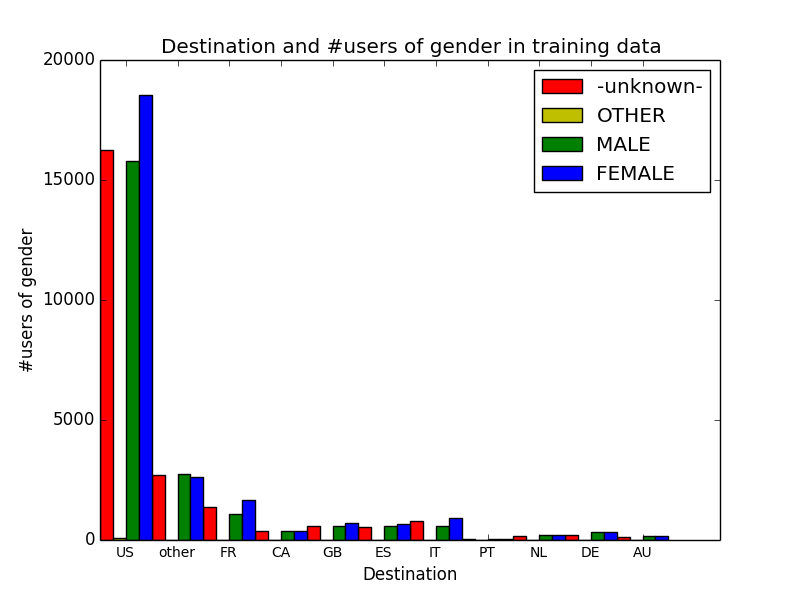 Destination and #users of gender in training data
20000
15000
10000
5000
0
#users of gender
-unknown-
OTHER
MALE
FEMALE
US other FR CA GB ES IT PT NL DE AU
Destination